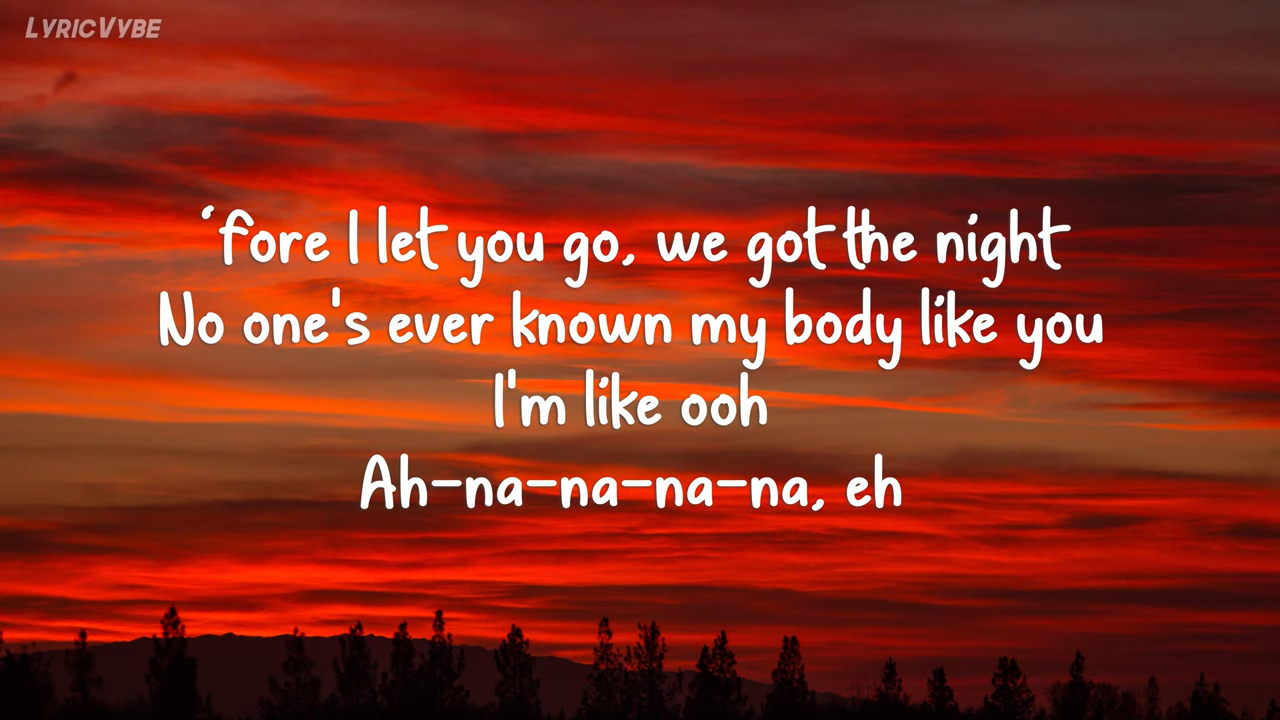 LyricVybe
‘fore I let you go, we got the night
No one's ever known my body like you
I'm like ooh
Ah-na-na-na-na, eh